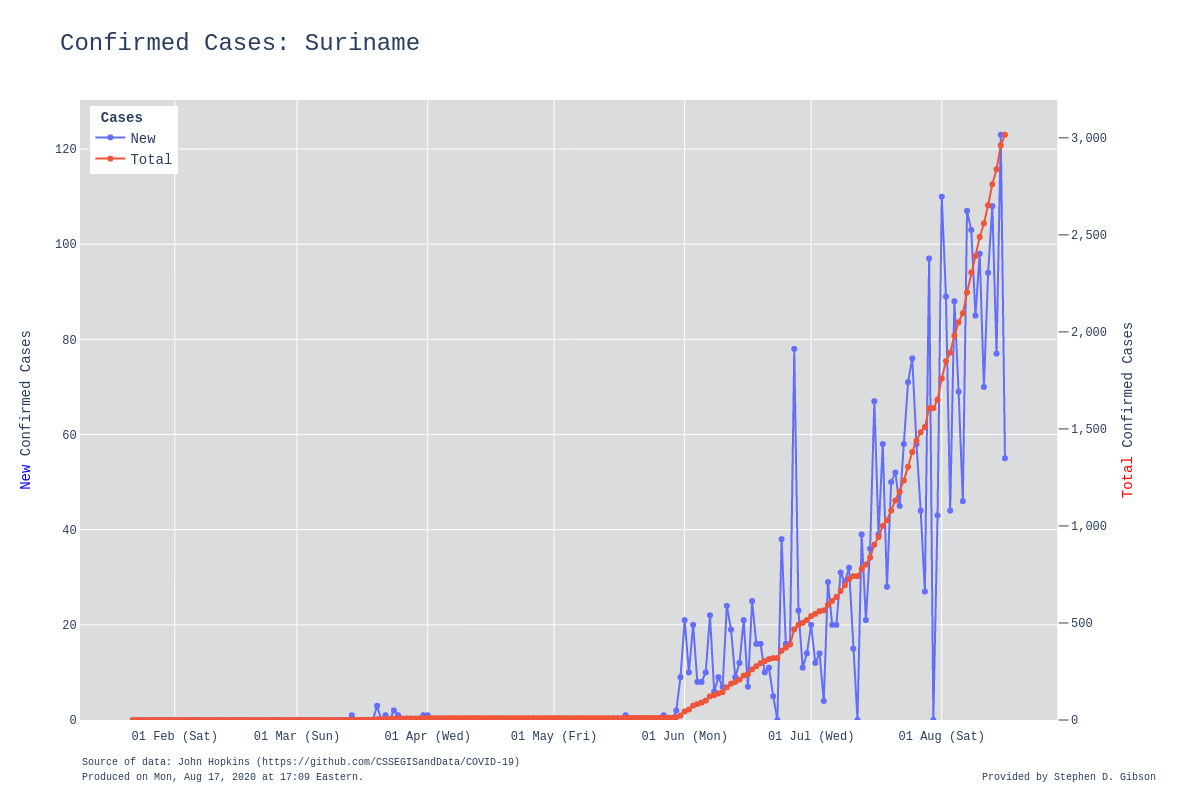 Confirmed Cases: Suriname
Cases
New
Total
120
100
80
60
40
20
0
3,000
2,500
2,000
1,500
1,000
500
0
New Confirmed Cases
Total Confirmed Cases
01 Feb (Sat)
01 Mar (Sun)
01 Apr (Wed)
01 May (Fri)
01 Jun (Mon)
01 Jul (Wed)
01 Aug (Sat)
Source of data: John Hopkins (https://github.com/CSSEGISandData/COVID-19)
Produced on Mon, Aug 17, 2020 at 17:09 Eastern.
Provided by Stephen D. Gibson